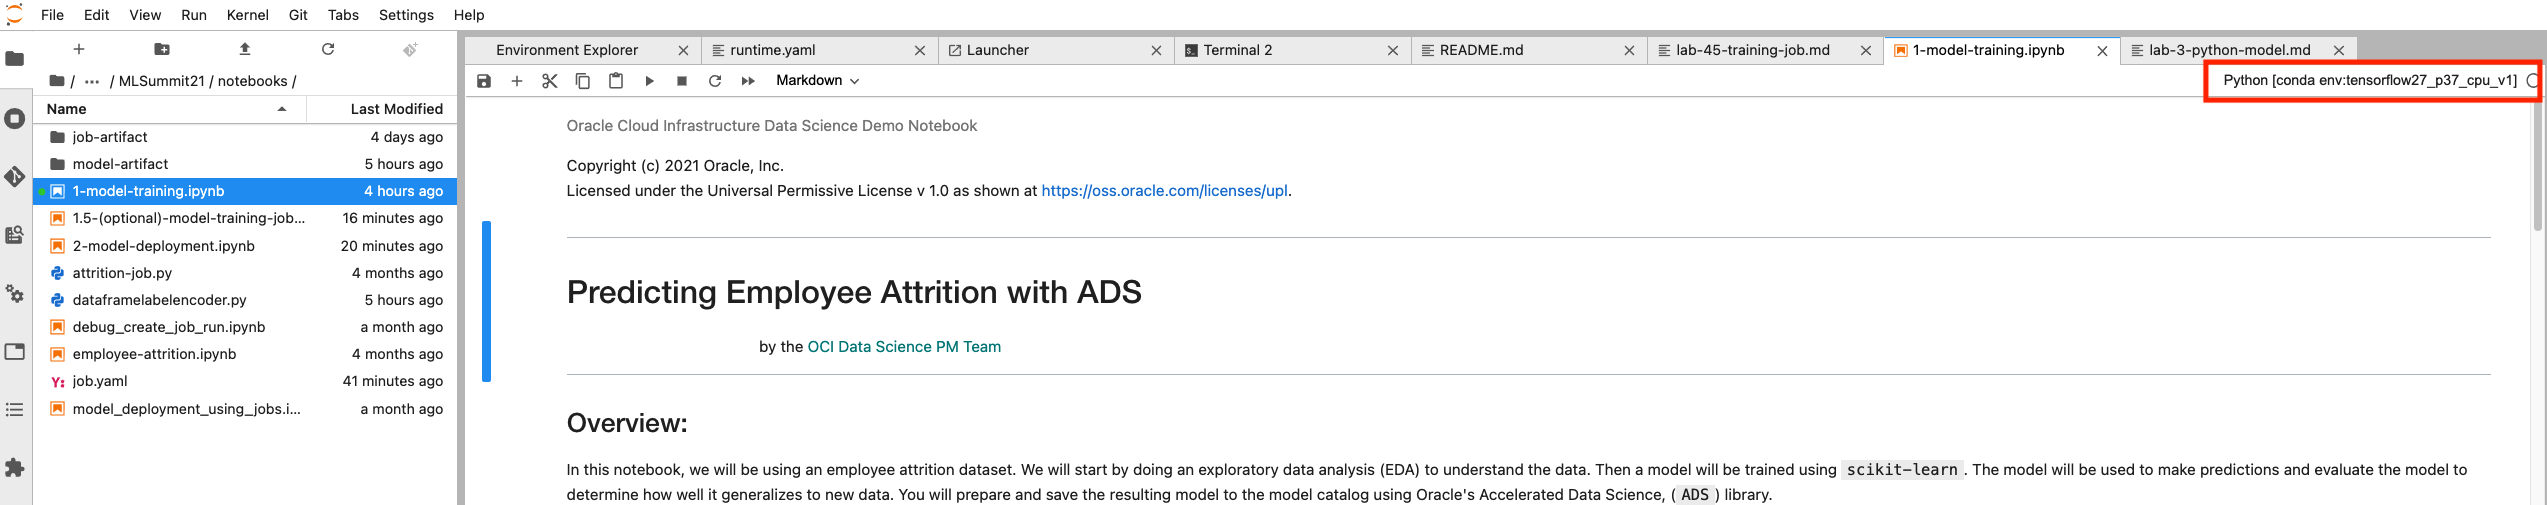 File Edit View Run Kernel Git Tabs Settings Help
Environment Explorer runtime.yaml Launcher Terminal 2 README.md lab-45-training-job.md 1-model-training.ipynb lab-3-python-model.md
/ ... / MLSummit21 / notebooks /
Markdown
Python [conda env:tensorflow27_p37_cpu_v1]
Name Last Modified
job-artifact 4 days ago
model-artifact 5 hours ago
1-model-training.ipynb 4 hours ago
1.5-(optional)-model-training-job... 16 minutes ago
2-model-deployment.ipynb 20 minutes ago
attrition-job.py 4 months ago
dataframelabelencoder.py 5 hours ago
debug_create_job_run.ipynb a month ago
employee-attrition.ipynb 4 months ago
Y: job.yaml 41 minutes ago
model_deployment_using_jobs.i... a month ago
Oracle Cloud Infrastructure Data Science Demo Notebook
Copyright (c) 2021 Oracle, Inc.
Licensed under the Universal Permissive License v 1.0 as shown at https://oss.oracle.com/licenses/upl.
Predicting Employee Attrition with ADS
by the OCI Data Science PM Team
Overview:
In this notebook, we will be using an employee attrition dataset. We will start by doing an exploratory data analysis (EDA) to understand the data. Then a model will be trained using scikit-learn. The model will be used to make predictions and evaluate the model to
determine how well it generalizes to new data. You will prepare and save the resulting model to the model catalog using Oracle's Accelerated Data Science, (ADS) library.